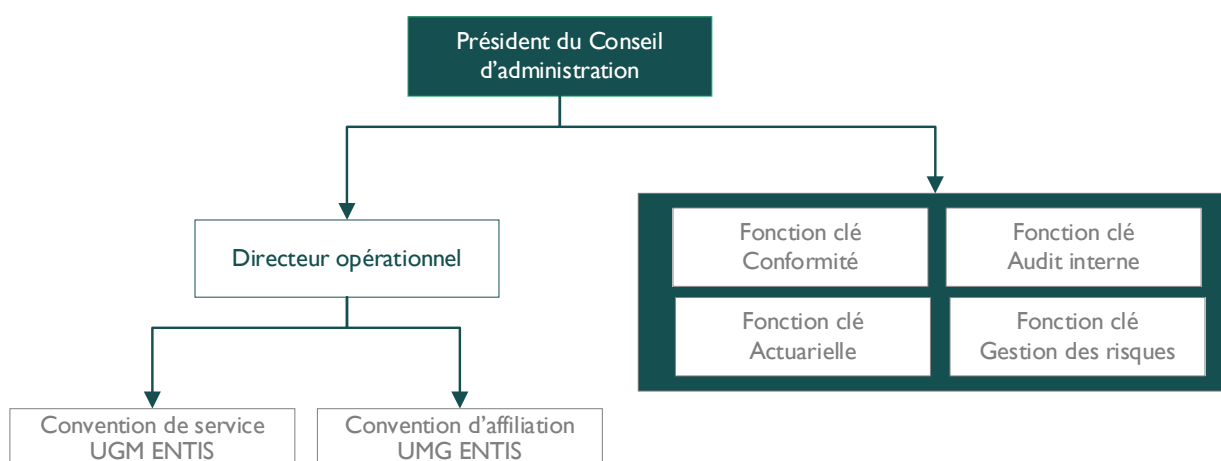 Président du Conseil
d'administration
Directeur opérationnel
Fonction clé
Conformité
Fonction clé
Audit interne
Fonction clé
Actuarielle
Fonction clé
Gestion des risques
Convention de service
UGM ENTIS
Convention d'affiliation
UMG ENTIS